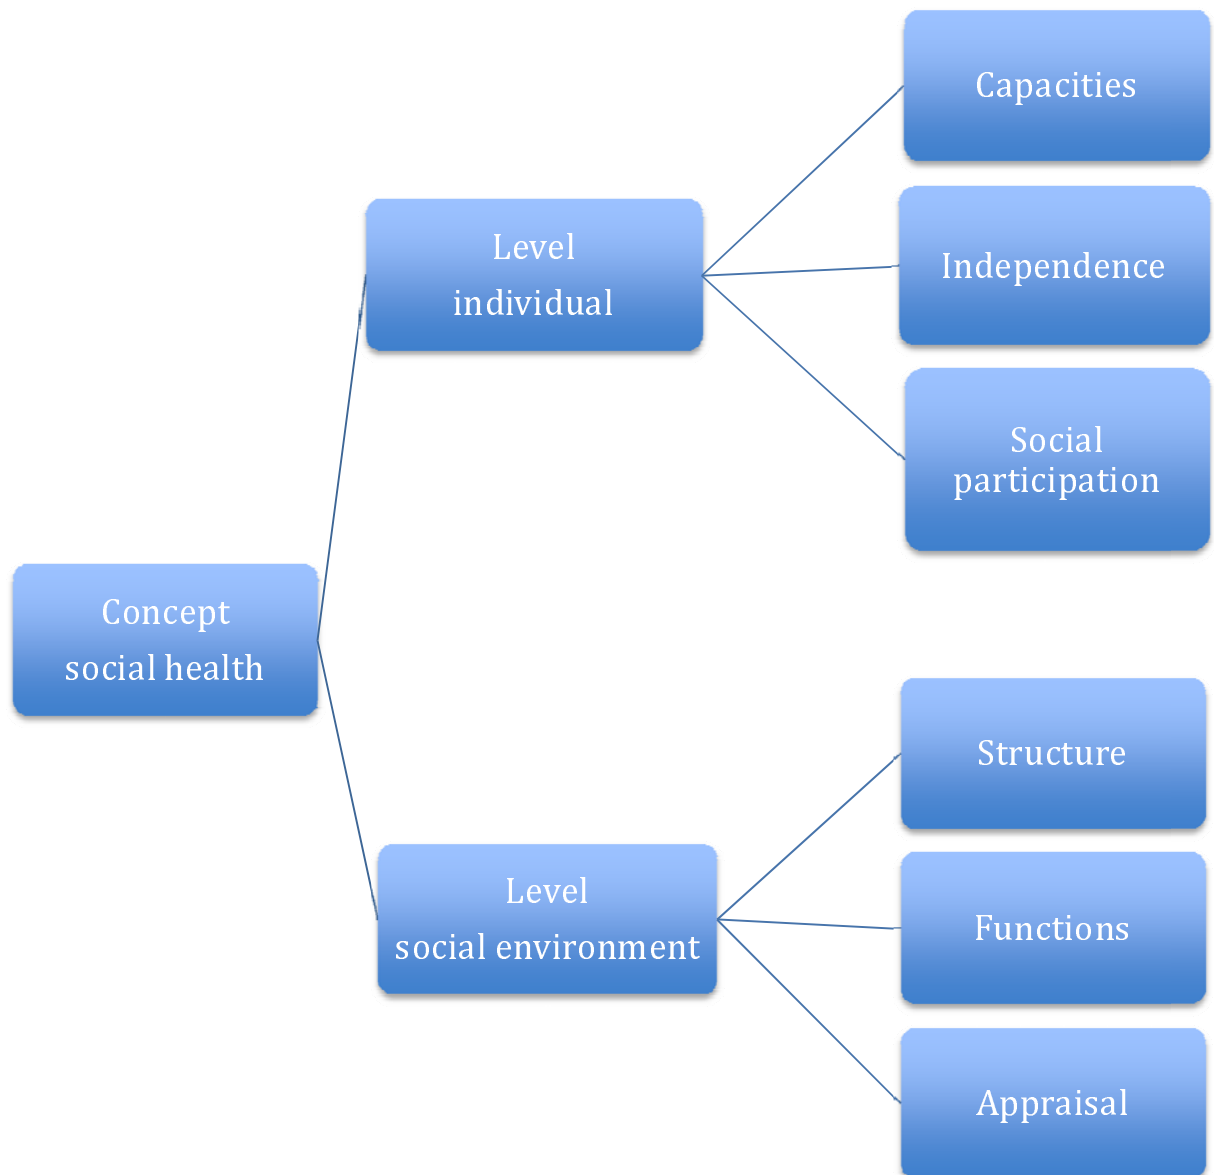 Capacities
Level
individual
Independence
Social
participation
Concept
social health
Structure
Level
social environment
Functions
Appraisal